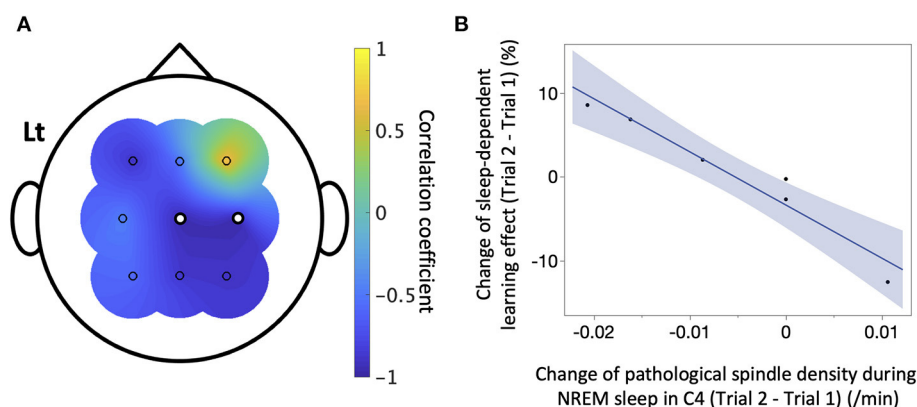 A
Lt
1
0.5
0
−0.5
−1
Correlation coefficient
B
Change of sleep-dependent
learning effect (Trial 2 - Trial 1) (%)
10
0
-10
-0.02
-0.01
0
0.01
Change of pathological spindle density during
NREM sleep in C4 (Trial 2 - Trial 1) (/min)